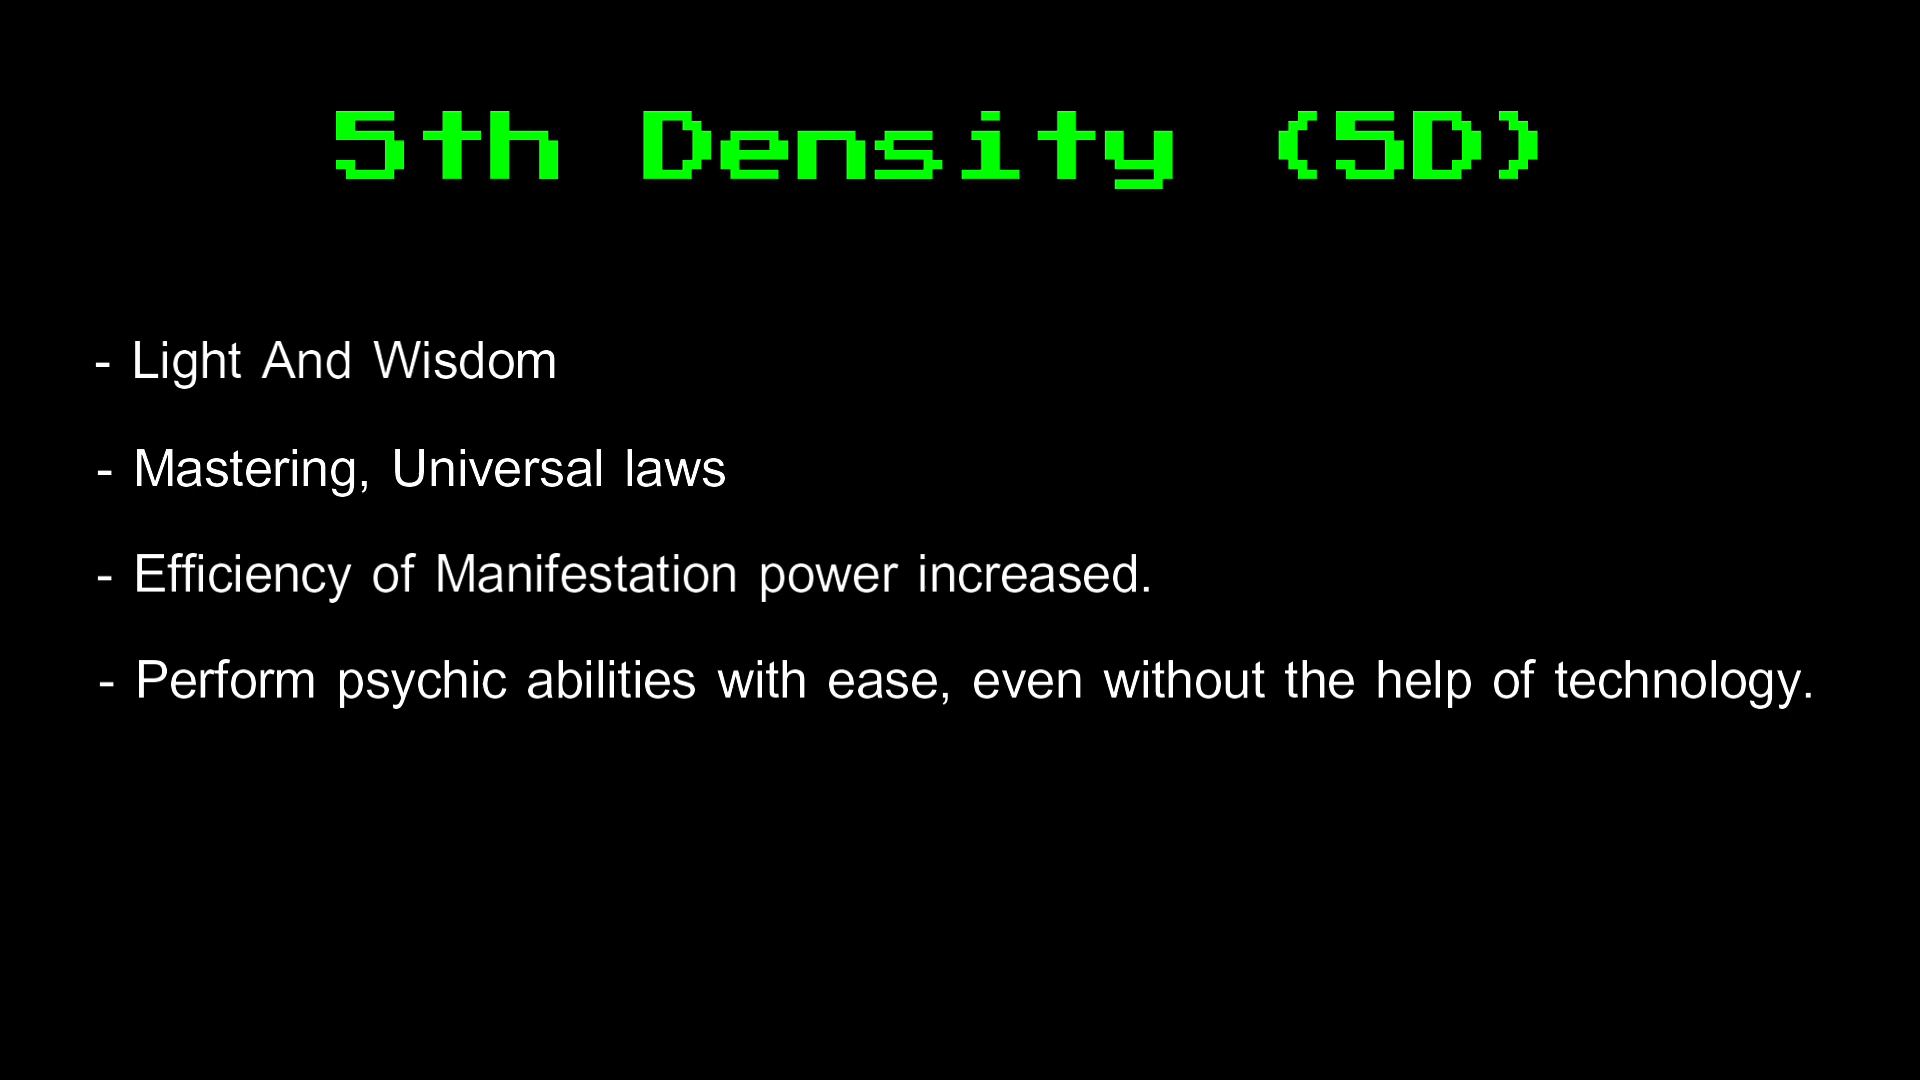 5th Density (5D)
- Light And Wisdom
- Mastering, Universal laws
- Efficiency of Manifestation power increased.
- Perform psychic abilities with ease, even without the help of technology.